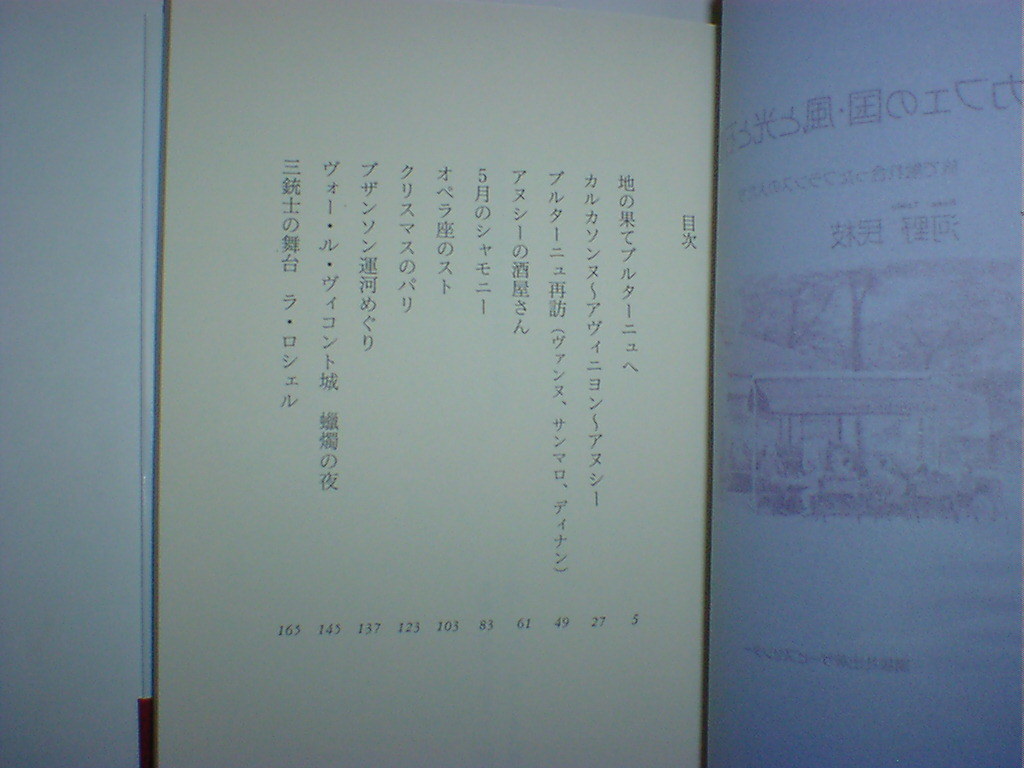 カフェの国・風と光と
河野 民枝
目次
地の果てブルターニュへ 5
カルカソンヌ〜アヴィニヨン〜アヌシー 27
ブルターニュ再訪(ヴァンヌ、サンマロ、ディナン) 49
アヌシーの酒屋さん 61
5月のシャモニー 83
オペラ座のスト 103
クリスマスのパリ 123
ブザンソン運河めぐり 137
ヴォー・ル・ヴィコント城 蠟燭の夜 145
三銃士の舞台 ラ・ロシェル 165